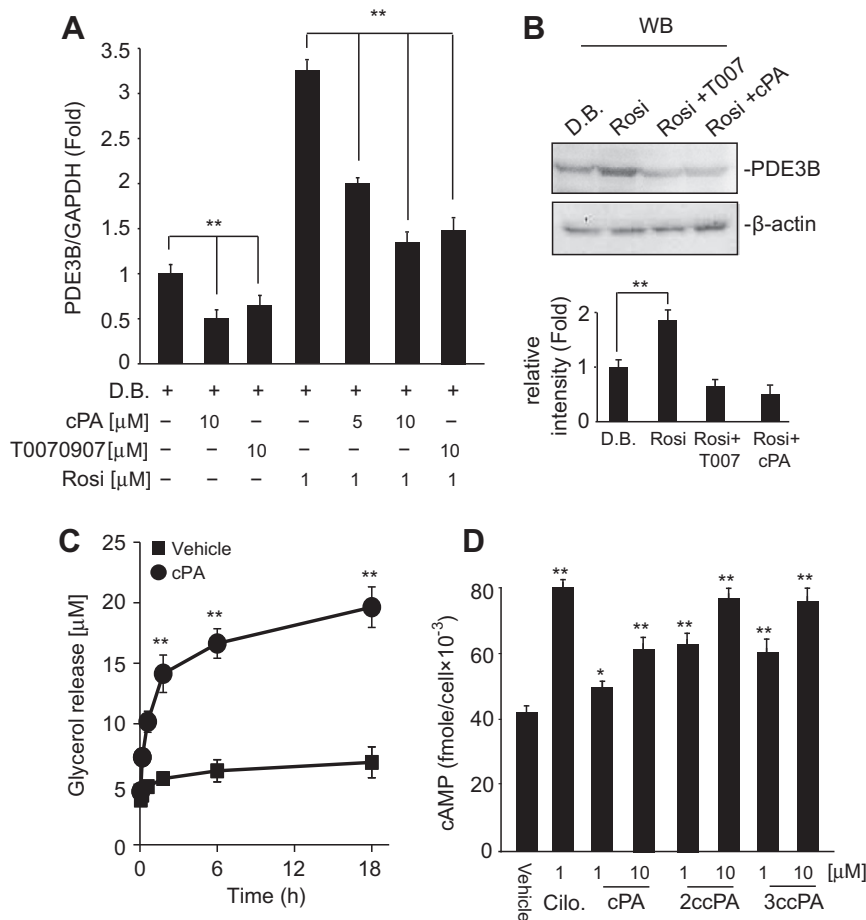 A
**
3.5
3
2.5
2
1.5
1
0.5
0
PDE3B/GAPDH (Fold)
**
D.B. + + + + + + +
cPA [μM] – 10 – – 5 10 –
T0070907[μM] – – 10 – – – 10
Rosi [μM] – – – 1 1 1 1
B
WB
D.B. Rosi Rosi +T007 Rosi +cPA
-PDE3B
-β-actin
**
relative
intensity (Fold)
2
1
0
D.B. Rosi Rosi+ Rosi+
T007 cPA
C
Vehicle
cPA
25
20
15
10
5
0
Glycerol release [μM]
** ** **
0 6 12 18
Time (h)
D
80
60
40
20
0
cAMP (fmole/cell×10⁻³)
** * ** ** ** ** **
Vehicle 1 1 10 1 10 1 10 [μM]
Cilo. cPA 2ccPA 3ccPA